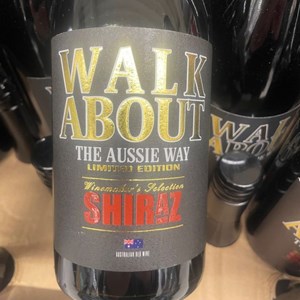 WALK
ABOUT
THE AUSSIE WAY
LIMITED EDITION
Winemaker's Selection
SHIRAZ
AUSTRALIAN RED WINE
WALK